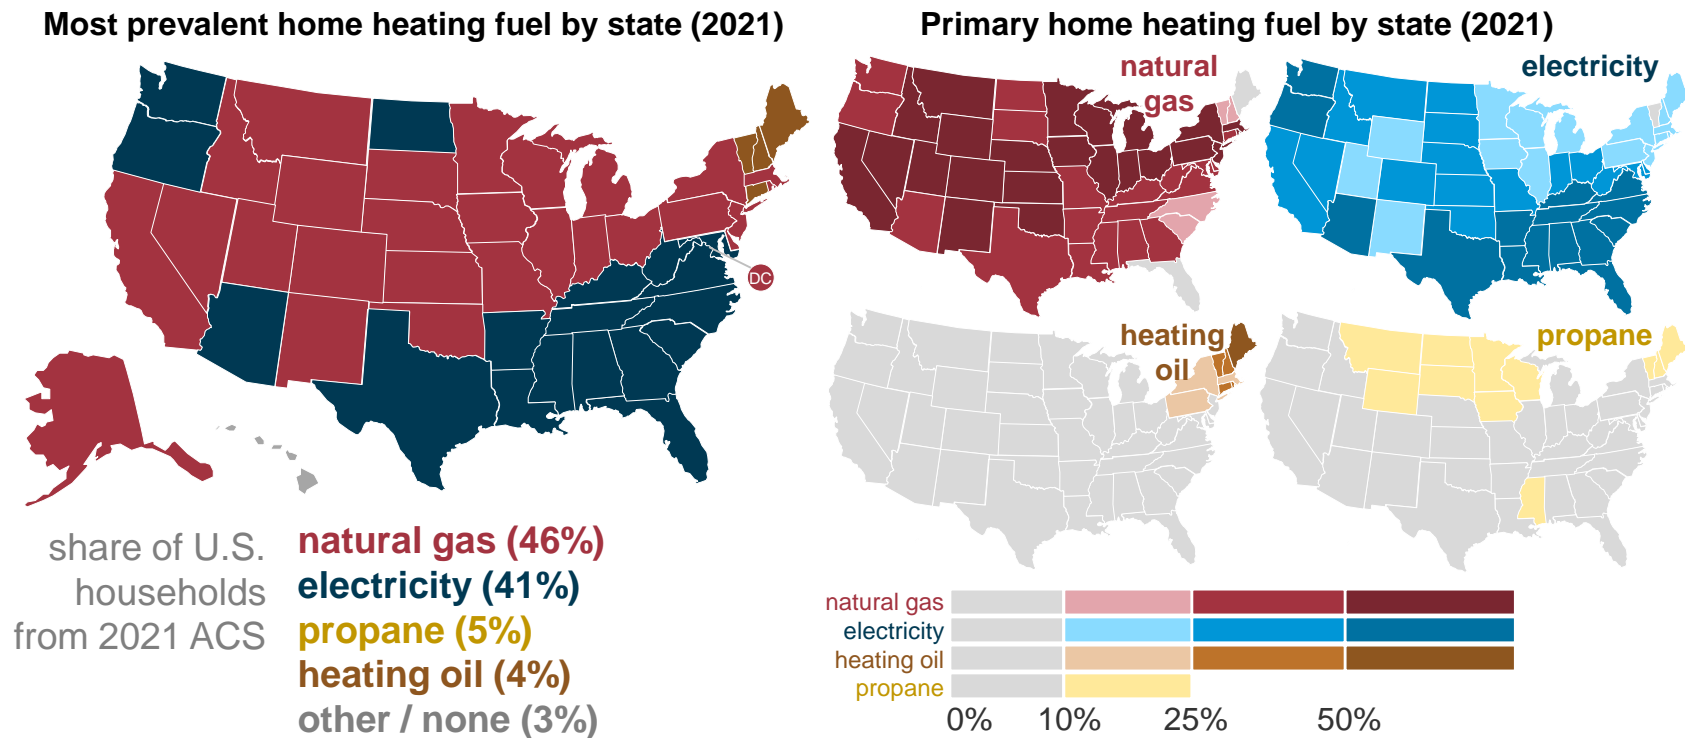 Most prevalent home heating fuel by state (2021)
DC
share of U.S.
households
from 2021 ACS
natural gas (46%)
electricity (41%)
propane (5%)
heating oil (4%)
other / none (3%)
Primary home heating fuel by state (2021)
natural
gas
electricity
heating
oil
propane
natural gas
electricity
heating oil
propane
0% 10% 25% 50%